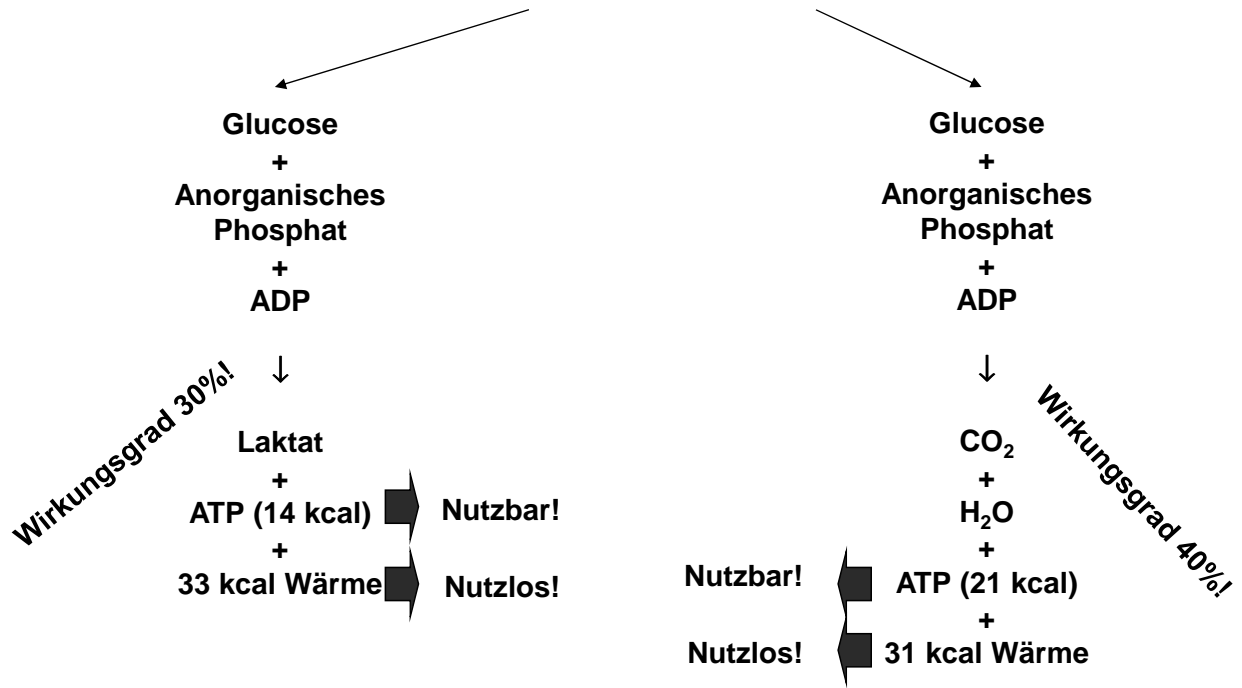 Glucose
+
Anorganisches
Phosphat
+
ADP
↓
Wirkungsgrad 30%!
Laktat
+
ATP (14 kcal)
Nutzbar!
+
33 kcal Wärme
Nutzlos!
Glucose
+
Anorganisches
Phosphat
+
ADP
↓
Wirkungsgrad 40%!
CO₂
+
H₂O
+
Nutzbar!
ATP (21 kcal)
+
Nutzlos!
31 kcal Wärme